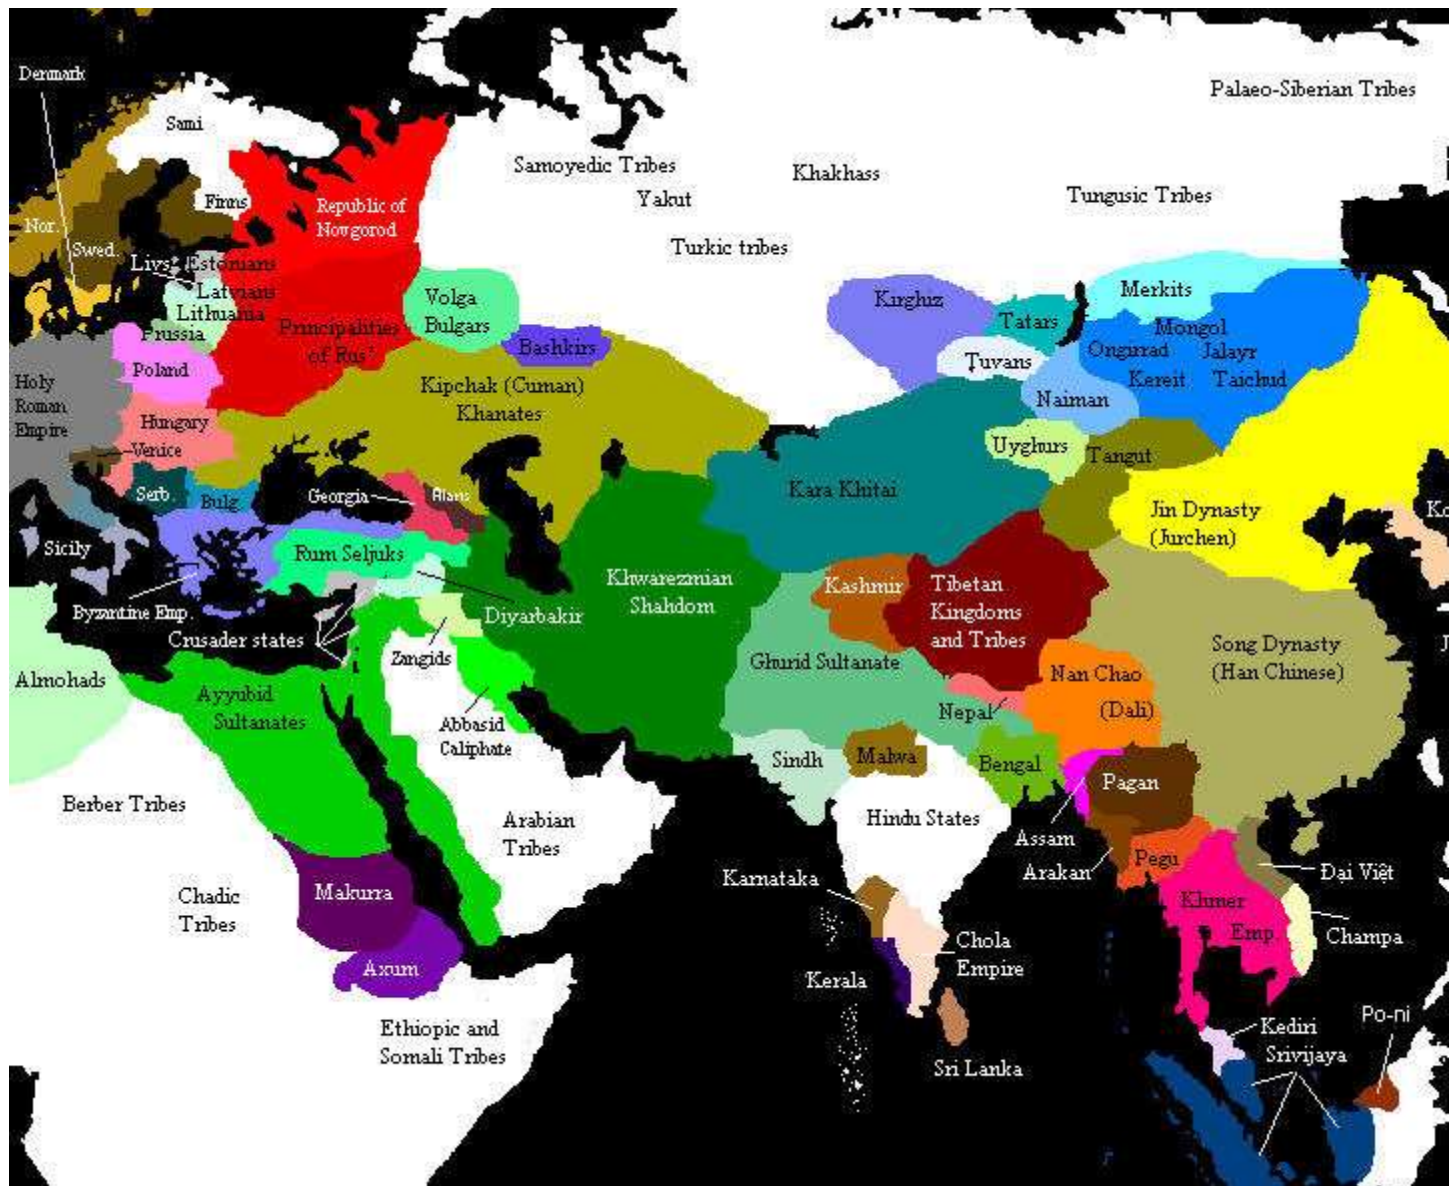 Denmark
Palaeo-Siberian Tribes
Sami
Samoyedic Tribes
Khakhass
Yakut
Tungusic Tribes
Finns
Republic of
Novgorod
Nor.
Swed.
Turkic tribes
Livs
Estonians
Latvians
Lithuania
Prussia
Volga
Bulgars
Kirghiz
Merkits
Tatars
Mongol
Principalities
of Rus'
Bashkirs
Tuvans
Ongirrad
Jalayr
Kereit
Taichud
Poland
Holy
Roman
Empire
Kipchak (Cuman)
Khanates
Naiman
Hungary
Venice
Uyghurs
Tangut
Serb.
Bulg.
Georgia
Alans
Kara Khitai
Jin Dynasty
(Jurchen)
Ko
Sicily
Rum Seljuks
Byzantine Emp.
Diyarbakir
Khwarezmian
Shahdom
Kashmir
Tibetan
Kingdoms
and Tribes
Crusader states
Zangids
Song Dynasty
(Han Chinese)
J
Almohads
Ayyubid
Sultanates
Ghurid Sultanate
Nan Chao
(Dali)
Nepal
Abbasid
Caliphate
Sindh
Malwa
Bengal
Pagan
Berber Tribes
Arabian
Tribes
Hindu States
Assam
Arakan
Pegu
Đại Việt
Karnataka
Chadic
Tribes
Makurra
Khmer
Emp.
Champa
Chola
Empire
Axum
Kerala
Ethiopic and
Somali Tribes
Sri Lanka
Kediri
Srivijaya
Po-ni